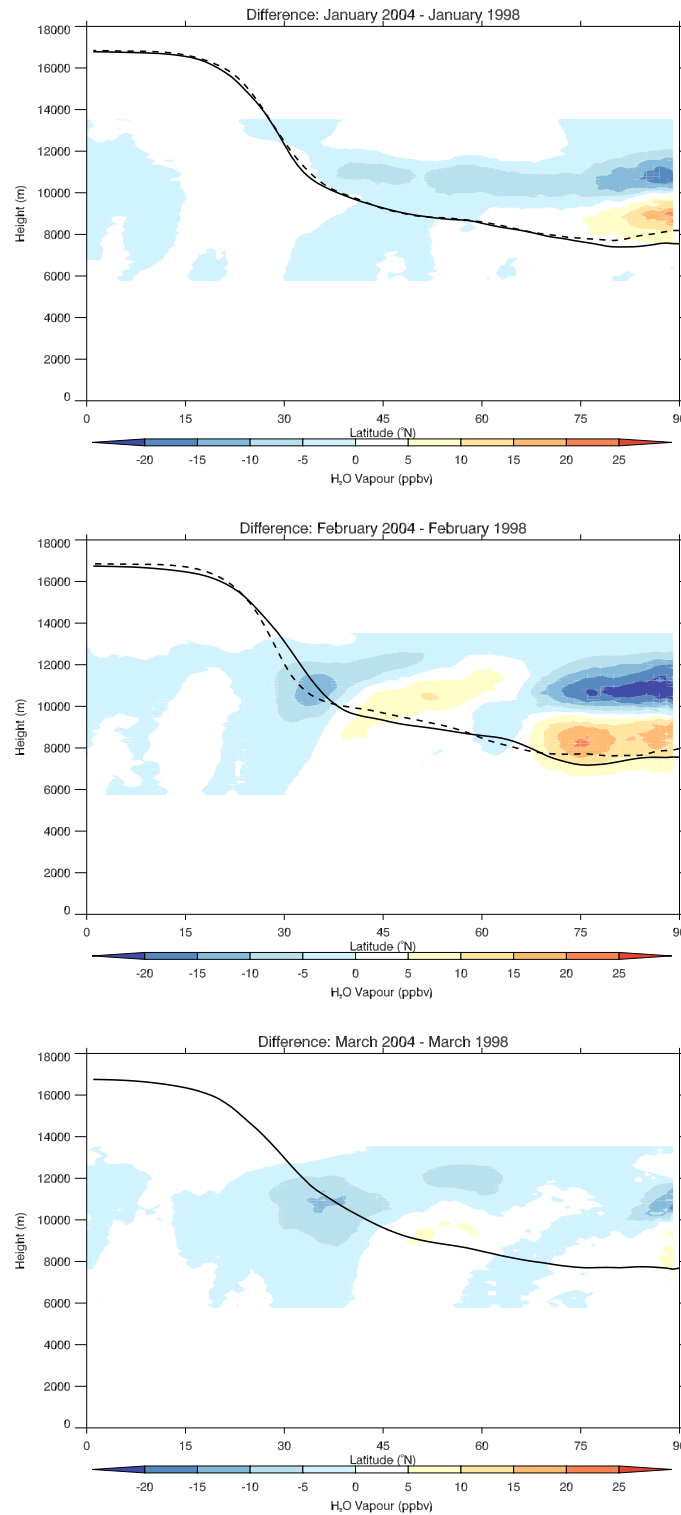 Difference: January 2004 - January 1998
18000
16000
14000
12000
10000
8000
6000
4000
2000
0
Height (m)
0 15 30 45 60 75 90
Latitude (°N)
-20 -15 -10 -5 0 5 10 15 20 25
H₂O Vapour (ppbv)
Difference: February 2004 - February 1998
18000
16000
14000
12000
10000
8000
6000
4000
2000
0
Height (m)
0 15 30 45 60 75 90
Latitude (°N)
-20 -15 -10 -5 0 5 10 15 20 25
H₂O Vapour (ppbv)
Difference: March 2004 - March 1998
18000
16000
14000
12000
10000
8000
6000
4000
2000
0
Height (m)
0 15 30 45 60 75 90
Latitude (°N)
-20 -15 -10 -5 0 5 10 15 20 25
H₂O Vapour (ppbv)